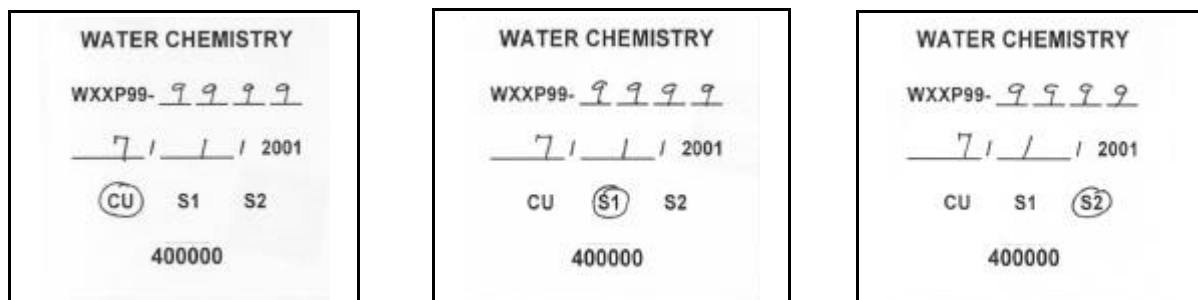 WATER CHEMISTRY
WXXP99- 9 9 9 9
7 / 1 / 2001
CU S1 S2
400000
WATER CHEMISTRY
WXXP99- 9 9 9 9
7 / 1 / 2001
CU S1 S2
400000
WATER CHEMISTRY
WXXP99- 9 9 9 9
7 / 1 / 2001
CU S1 S2
400000